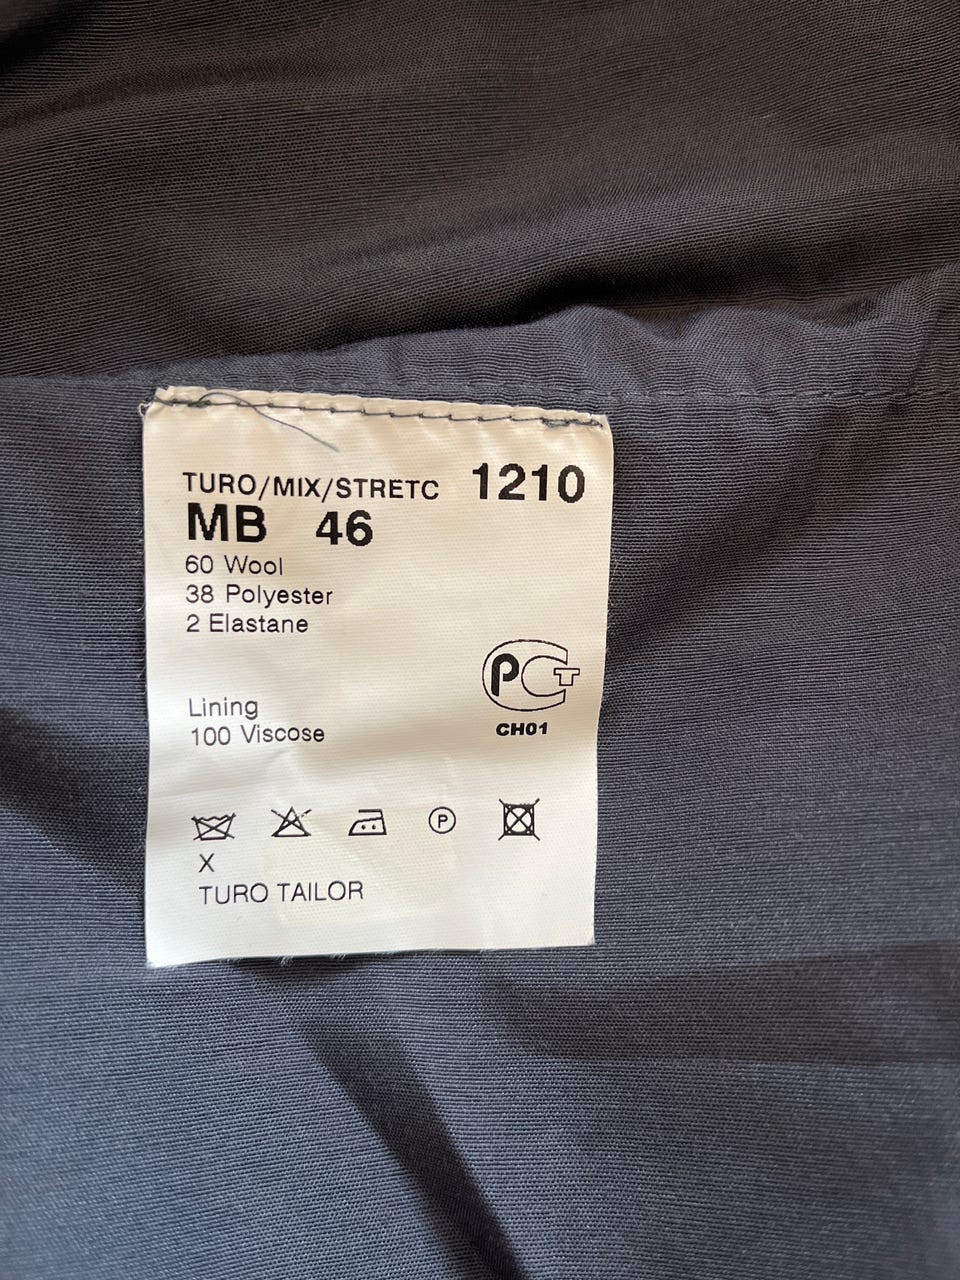 TURO/MIX/STRETC 1210
MB 46
60 Wool
38 Polyester
2 Elastane
PCT
CH01
Lining
100 Viscose
P
X
TURO TAILOR